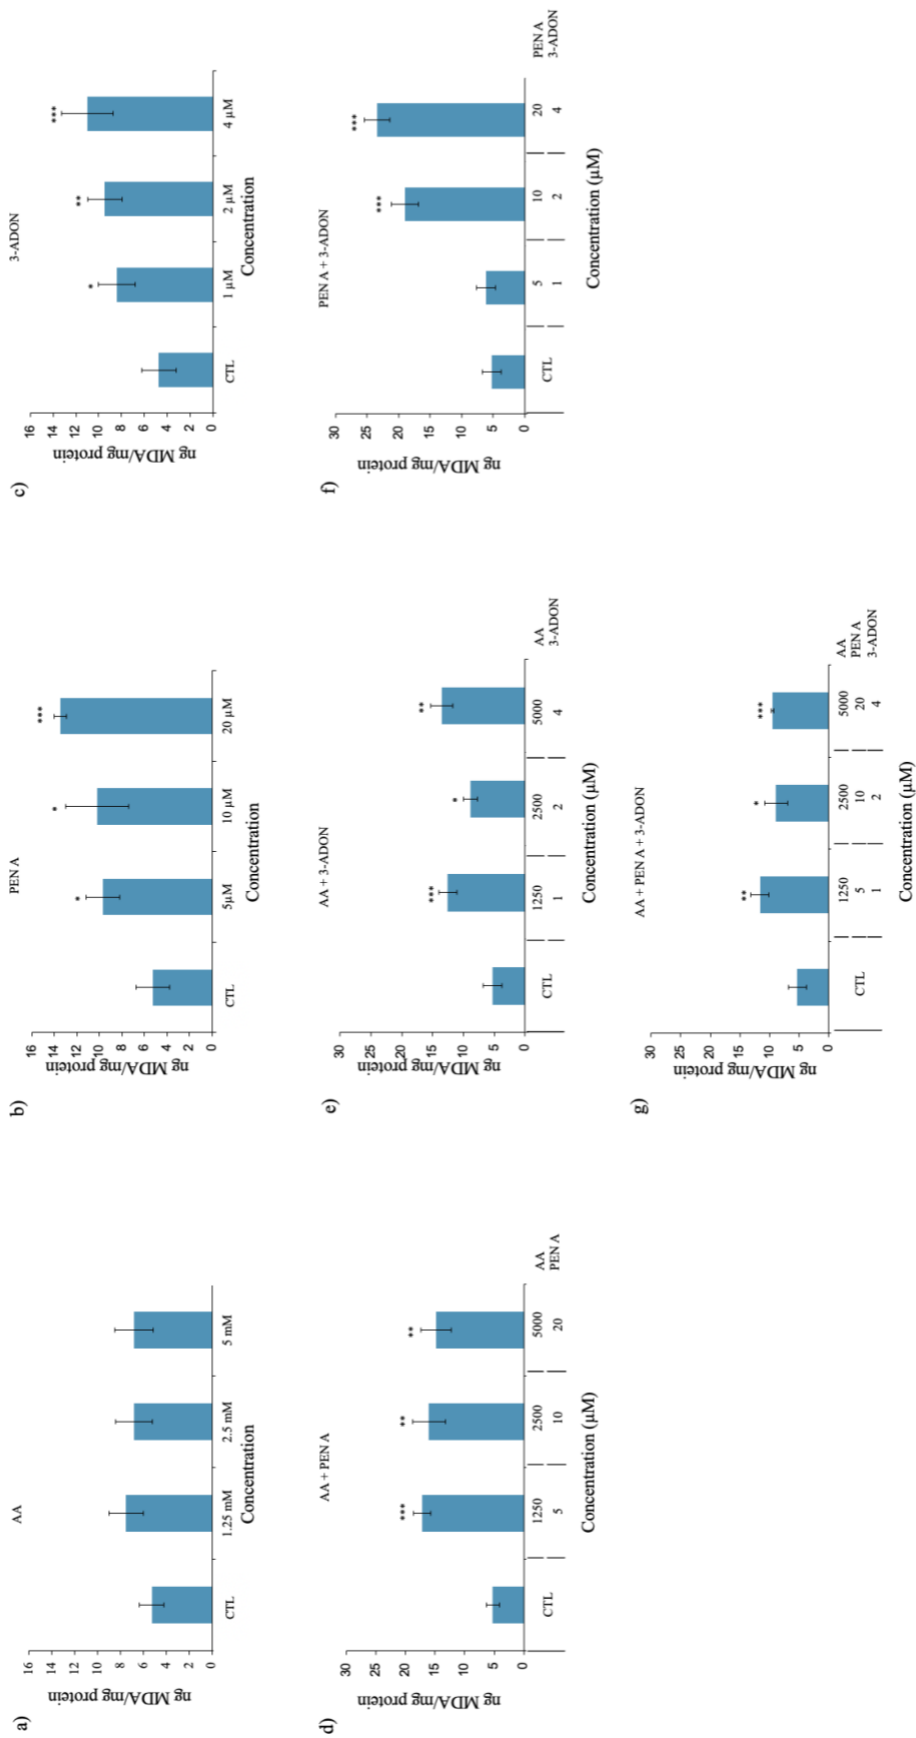 a)
AA
ng MDA/mg protein
16
14
12
10
8
6
4
2
0
CTL
1.25 mM
2.5 mM
5 mM
Concentration
b)
PEN A
ng MDA/mg protein
16
14
12
10
8
6
4
2
0
*
*
***
CTL
5μM
10 μM
20 μM
Concentration
c)
3-ADON
ng MDA/mg protein
16
14
12
10
8
6
4
2
0
*
**
***
CTL
1 μM
2 μM
4 μM
Concentration
d)
AA + PEN A
ng MDA/mg protein
30
25
20
15
10
5
0
***
**
**
CTL
1250 2500 5000 AA
5 10 20 PEN A
Concentration (μM)
e)
AA + 3-ADON
ng MDA/mg protein
30
25
20
15
10
5
0
***
*
**
CTL
1250 2500 5000 AA
1 2 4 3-ADON
Concentration (μM)
f)
PEN A + 3-ADON
ng MDA/mg protein
30
25
20
15
10
5
0
***
***
CTL
5 10 20 PEN A
1 2 4 3-ADON
Concentration (μM)
g)
AA + PEN A + 3-ADON
ng MDA/mg protein
30
25
20
15
10
5
0
**
*
***
1250 2500 5000 AA
CTL 5 10 20 PEN A
1 2 4 3-ADON
Concentration (μM)